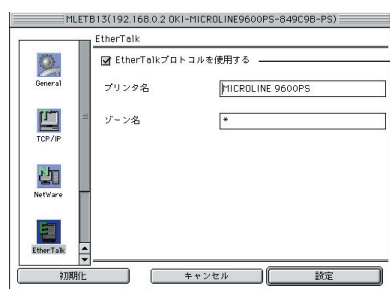 MLETB13(192.168.0.2 OKI-MICROLINE9600PS-849C9B-PS)
EtherTalk
General
TCP/IP
NetWare
EtherTalk
EtherTalkプロトコルを使用する
プリンタ名
MICROLINE 9600PS
ゾーン名
*
初期化
キャンセル
設定